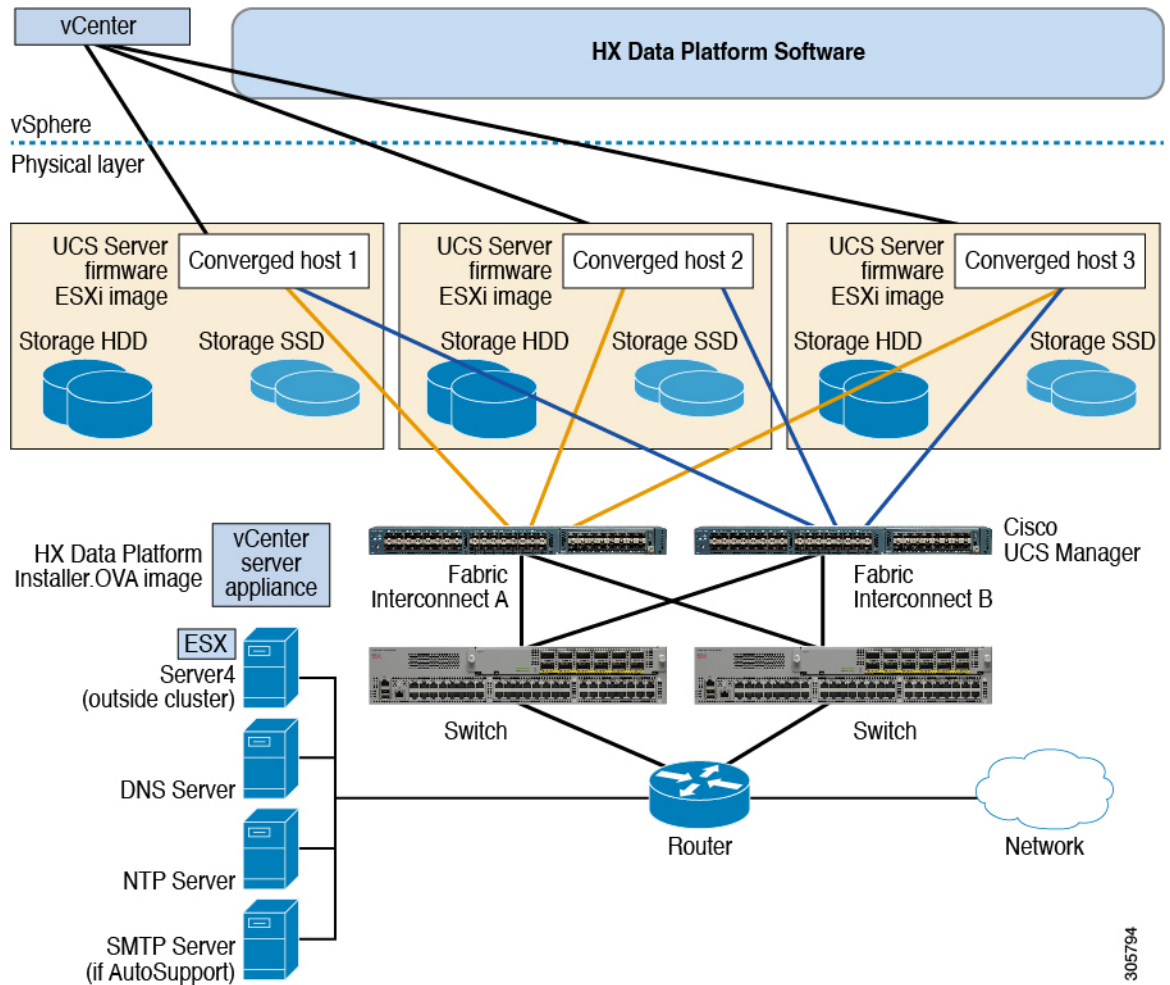 vCenter
HX Data Platform Software
vSphere
Physical layer
UCS Server
firmware
ESXi image
Converged host 1
Storage HDD
Storage SSD
UCS Server
firmware
ESXi image
Converged host 2
Storage HDD
Storage SSD
UCS Server
firmware
ESXi image
Converged host 3
Storage HDD
Storage SSD
HX Data Platform
Installer.OVA image
vCenter
server
appliance
Fabric
Interconnect A
Fabric
Interconnect B
Cisco
UCS Manager
ESX
Server4
(outside cluster)
Switch
Switch
DNS Server
NTP Server
SMTP Server
(if AutoSupport)
Router
Network
305794